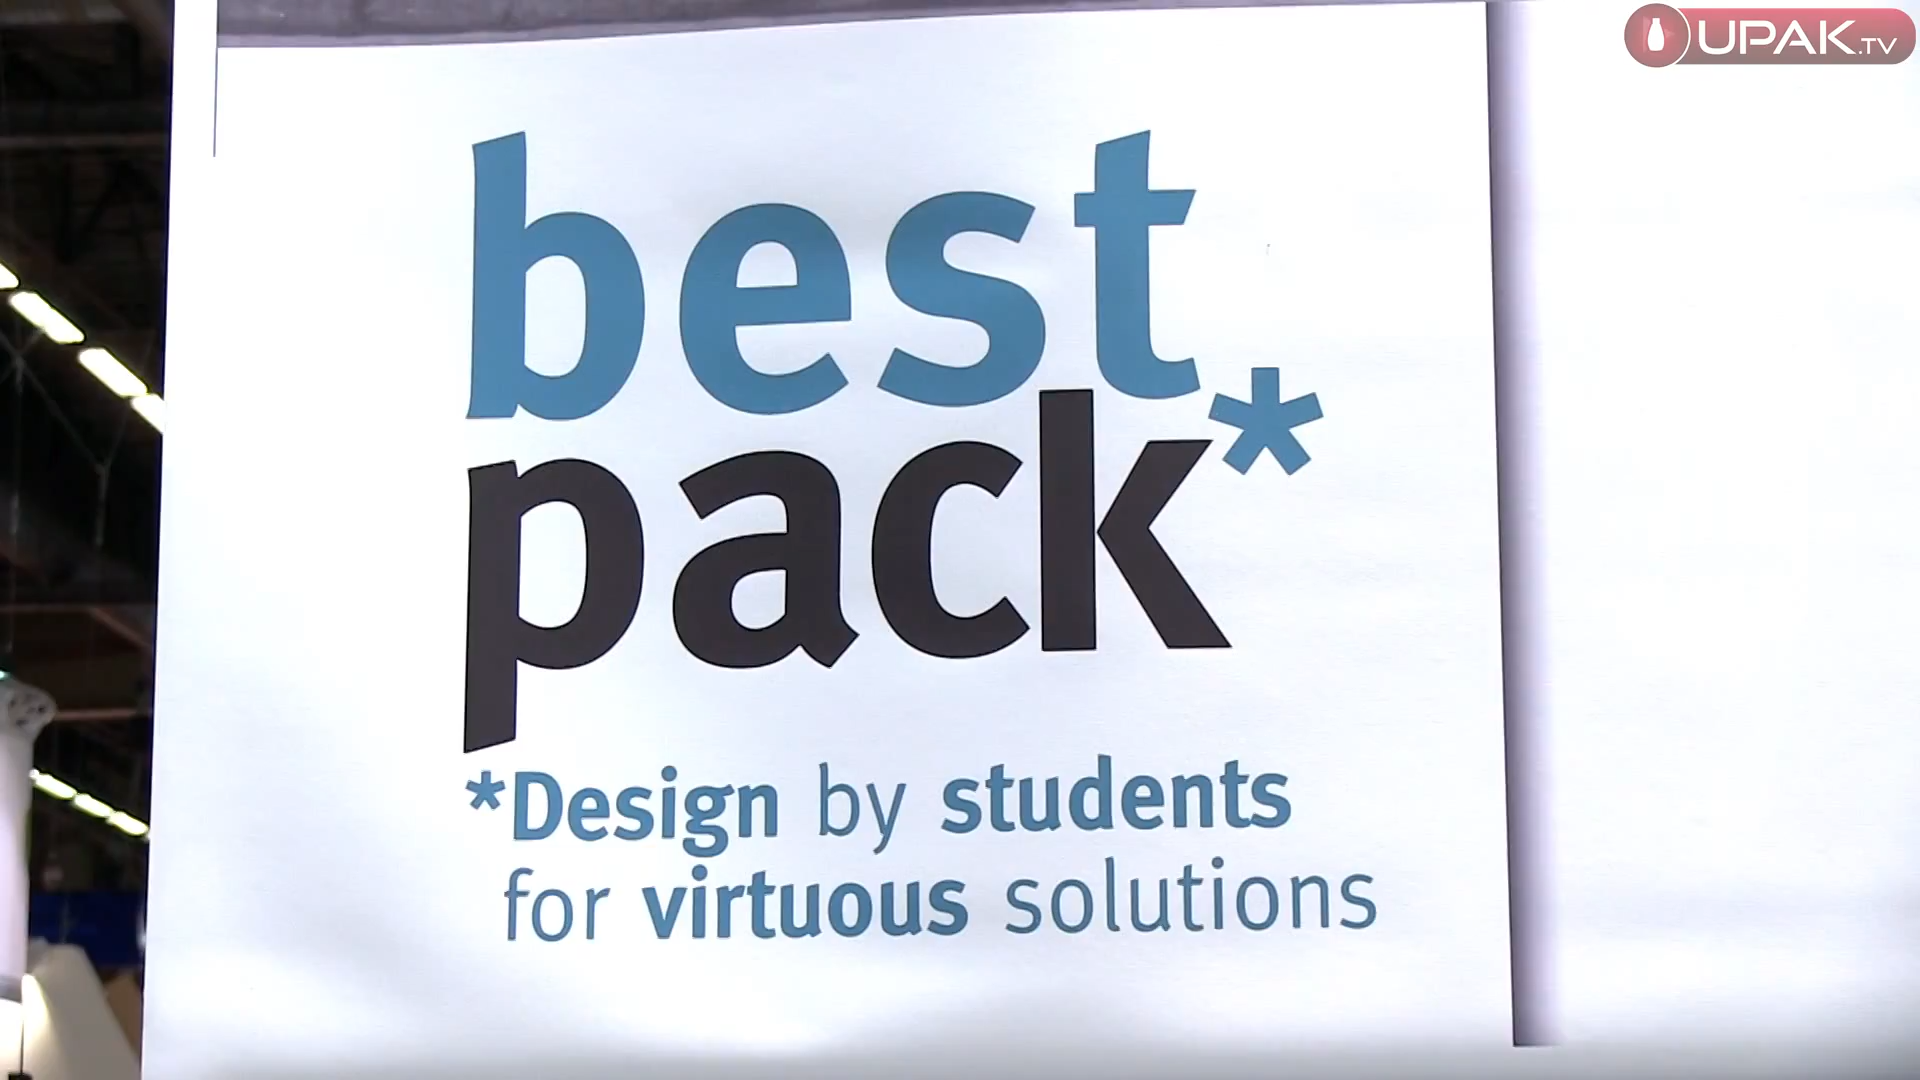 UPAK.TV
best
pack*
*Design by students
for virtuous solutions